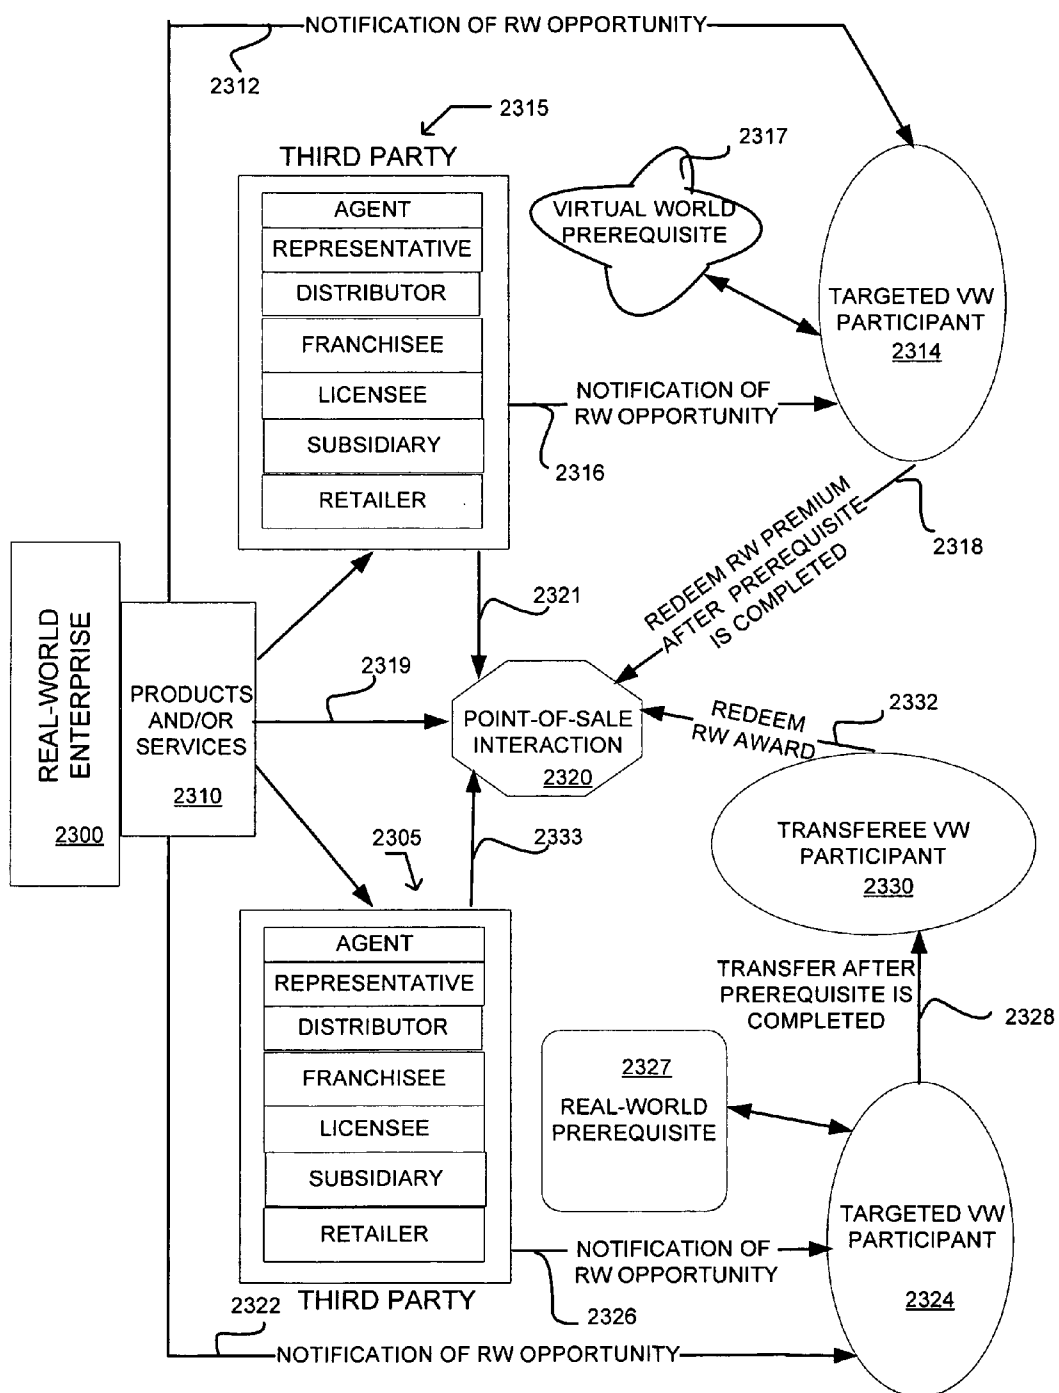 NOTIFICATION OF RW OPPORTUNITY
2312
2315
THIRD PARTY
AGENT
REPRESENTATIVE
DISTRIBUTOR
FRANCHISEE
LICENSEE
SUBSIDIARY
RETAILER
2317
VIRTUAL WORLD
PREREQUISITE
TARGETED VW
PARTICIPANT
2314
NOTIFICATION OF
RW OPPORTUNITY
2316
REDEEM RW PREMIUM
AFTER PREREQUISITE
IS COMPLETED
2318
REAL-WORLD
ENTERPRISE
2300
PRODUCTS
AND/OR
SERVICES
2310
2321
2319
POINT-OF-SALE
INTERACTION
2320
REDEEM
RW AWARD
2332
2305
2333
TRANSFEREE VW
PARTICIPANT
2330
AGENT
REPRESENTATIVE
DISTRIBUTOR
FRANCHISEE
LICENSEE
SUBSIDIARY
RETAILER
THIRD PARTY
TRANSFER AFTER
PREREQUISITE IS
COMPLETED
2328
2327
REAL-WORLD
PREREQUISITE
TARGETED VW
PARTICIPANT
2324
NOTIFICATION OF
RW OPPORTUNITY
2326
2322
NOTIFICATION OF RW OPPORTUNITY